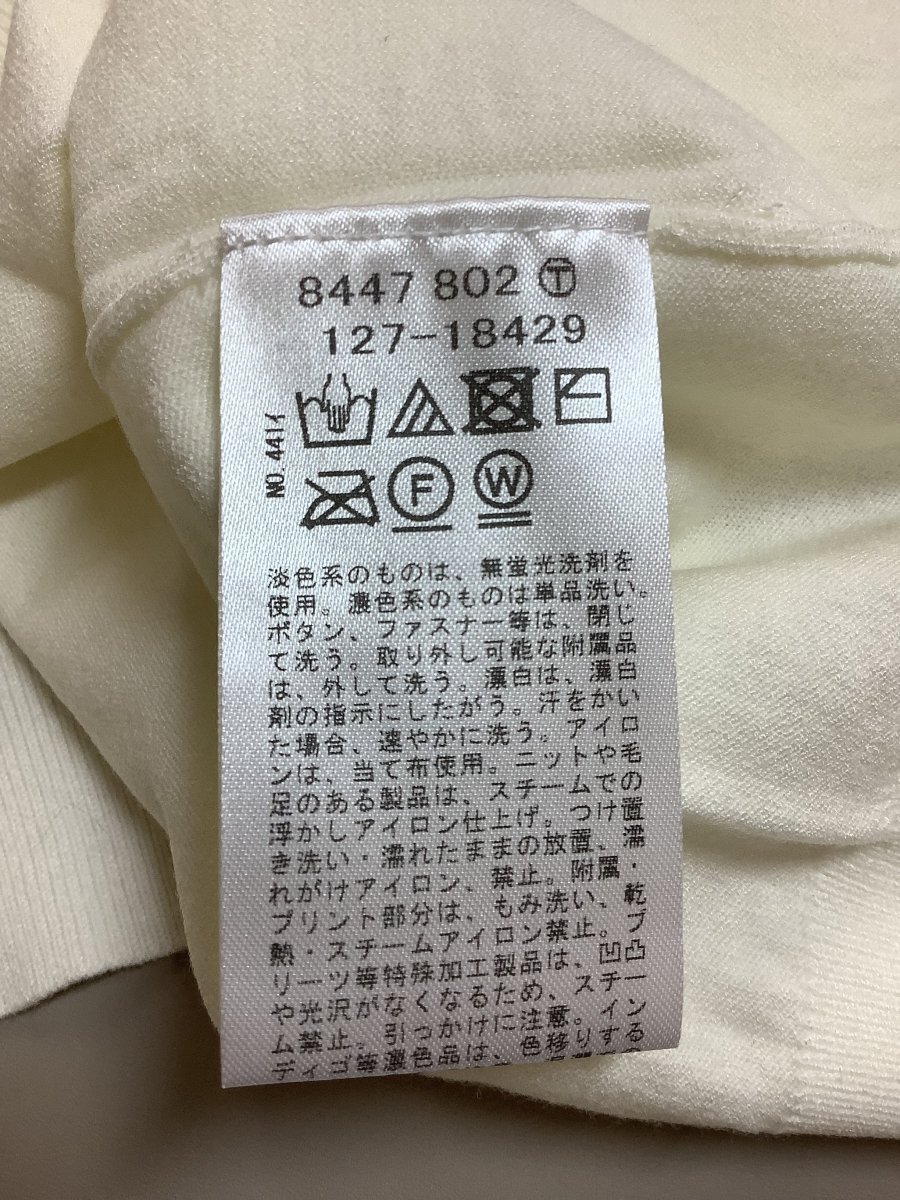 8447 802 Ⓣ
127-18429
NO.441イ
F W
淡色系のものは、無蛍光洗剤を
使用。濃色系のものは単品洗い。
ボタン、ファスナー等は、閉じ
て洗う。取り外し可能な附属品
は、外して洗う。漂白は、漂白
剤の指示にしたがう。汗をかい
た場合、速やかに洗う。アイロ
ンは、当て布使用。ニットや毛
足のある製品は、スチームでの
浮かしアイロン仕上げ。つけ置
き洗い・濡れたままの放置、濡
れがけアイロン、禁止。附属・
プリント部分は、もみ洗い、乾
熱・スチームアイロン禁止。プ
リーツ等特殊加工製品は、凹凸
や光沢がなくなるため、スチー
ム禁止。引っかけに注意。イン
ディゴ等濃色品は、色移りする